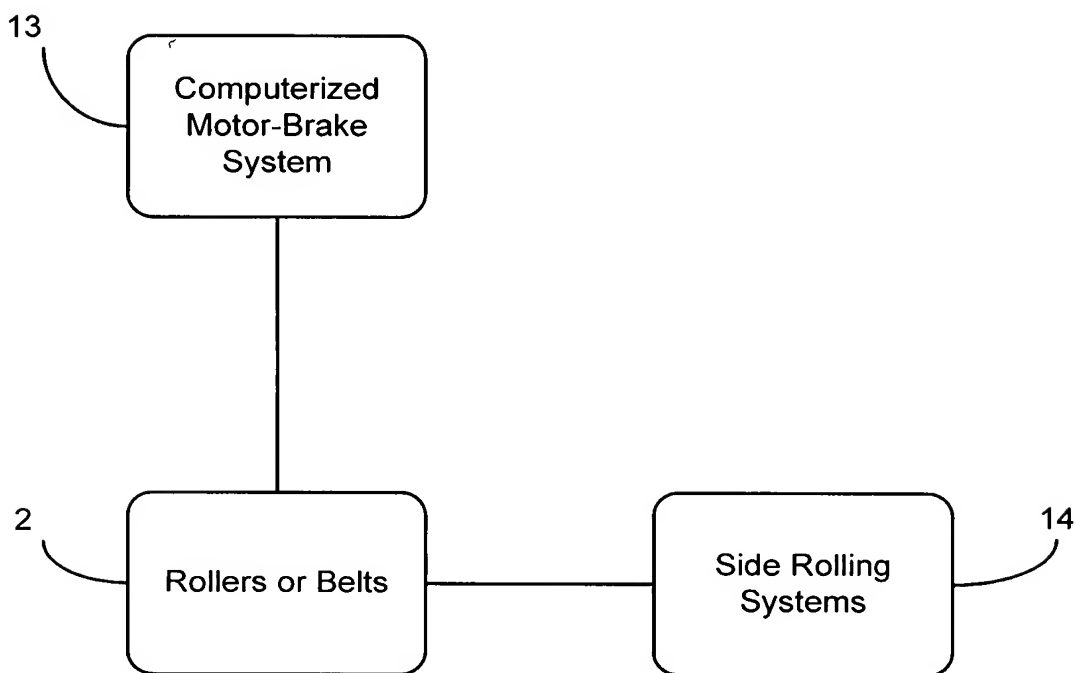 13
Computerized
Motor-Brake
System
2
Rollers or Belts
Side Rolling
Systems
14